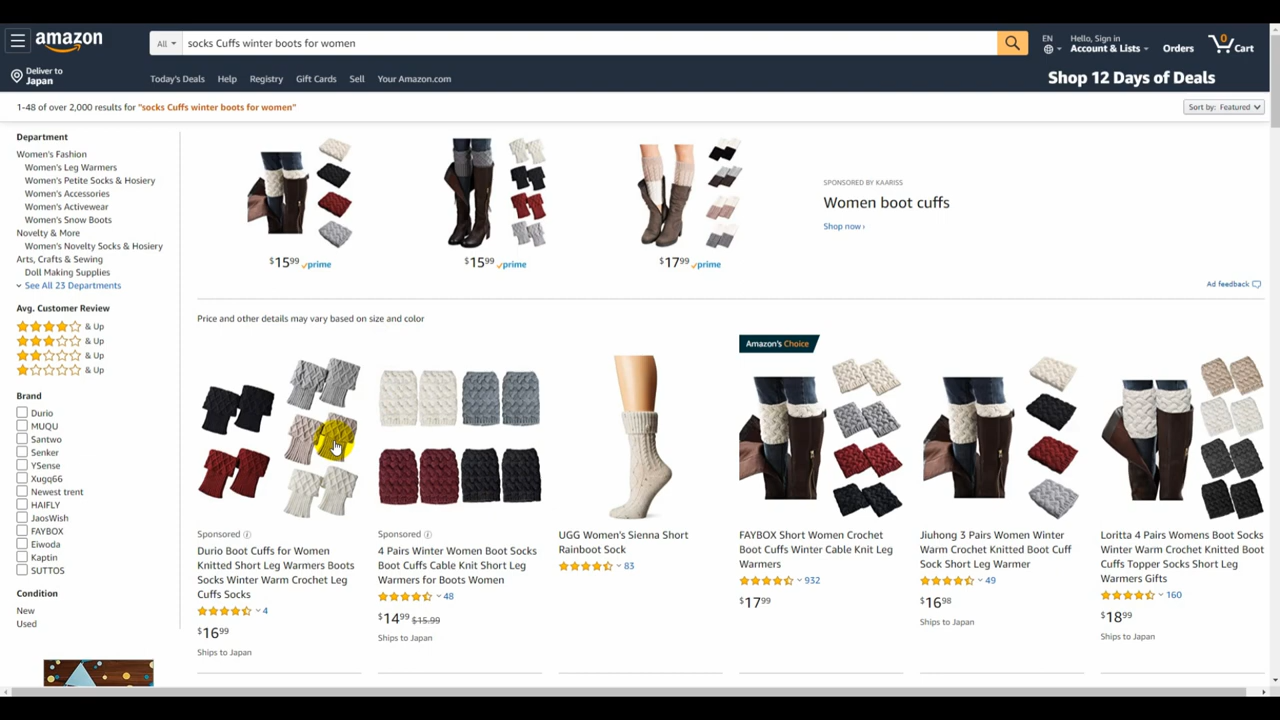 amazon
All
socks Cuffs winter boots for women
EN
Hello, Sign in
Account & Lists
Orders
0
Cart
Deliver to
Japan
Today's Deals
Help
Registry
Gift Cards
Sell
Your Amazon.com
Shop 12 Days of Deals
1-48 of over 2,000 results for "socks Cuffs winter boots for women"
Sort by: Featured
Department
Women's Fashion
Women's Leg Warmers
Women's Petite Socks & Hosiery
Women's Accessories
Women's Activewear
Women's Snow Boots
Novelty & More
Women's Novelty Socks & Hosiery
Arts, Crafts & Sewing
Doll Making Supplies
See All 23 Departments
Avg. Customer Review
& Up
& Up
& Up
& Up
Brand
Durio
MUQU
Santwo
Senker
YSense
Xugq66
Newest trent
HAIFLY
JaosWish
FAYBOX
Eiwoda
Kaptin
SUTTOS
Condition
New
Used
$15 99 prime
$15 99 prime
$17 99 prime
SPONSORED BY KAARISS
Women boot cuffs
Shop now ›
Ad feedback
Price and other details may vary based on size and color
Sponsored
Durio Boot Cuffs for Women
Knitted Short Leg Warmers Boots
Socks Winter Warm Crochet Leg
Cuffs Socks
4
$16 99
Ships to Japan
Sponsored
4 Pairs Winter Women Boot Socks
Boot Cuffs Cable Knit Short Leg
Warmers for Boots Women
48
$14 99 $15.99
Ships to Japan
UGG Women's Sienna Short
Rainboot Sock
83
Amazon's Choice
FAYBOX Short Women Crochet
Boot Cuffs Winter Cable Knit Leg
Warmers
932
$17 99
Jiuhong 3 Pairs Women Winter
Warm Crochet Knitted Boot Cuff
Sock Short Leg Warmer
49
$16 98
Ships to Japan
Loritta 4 Pairs Womens Boot Socks
Winter Warm Crochet Knitted Boot
Cuffs Topper Socks Short Leg
Warmers Gifts
160
$18 99
Ships to Japan